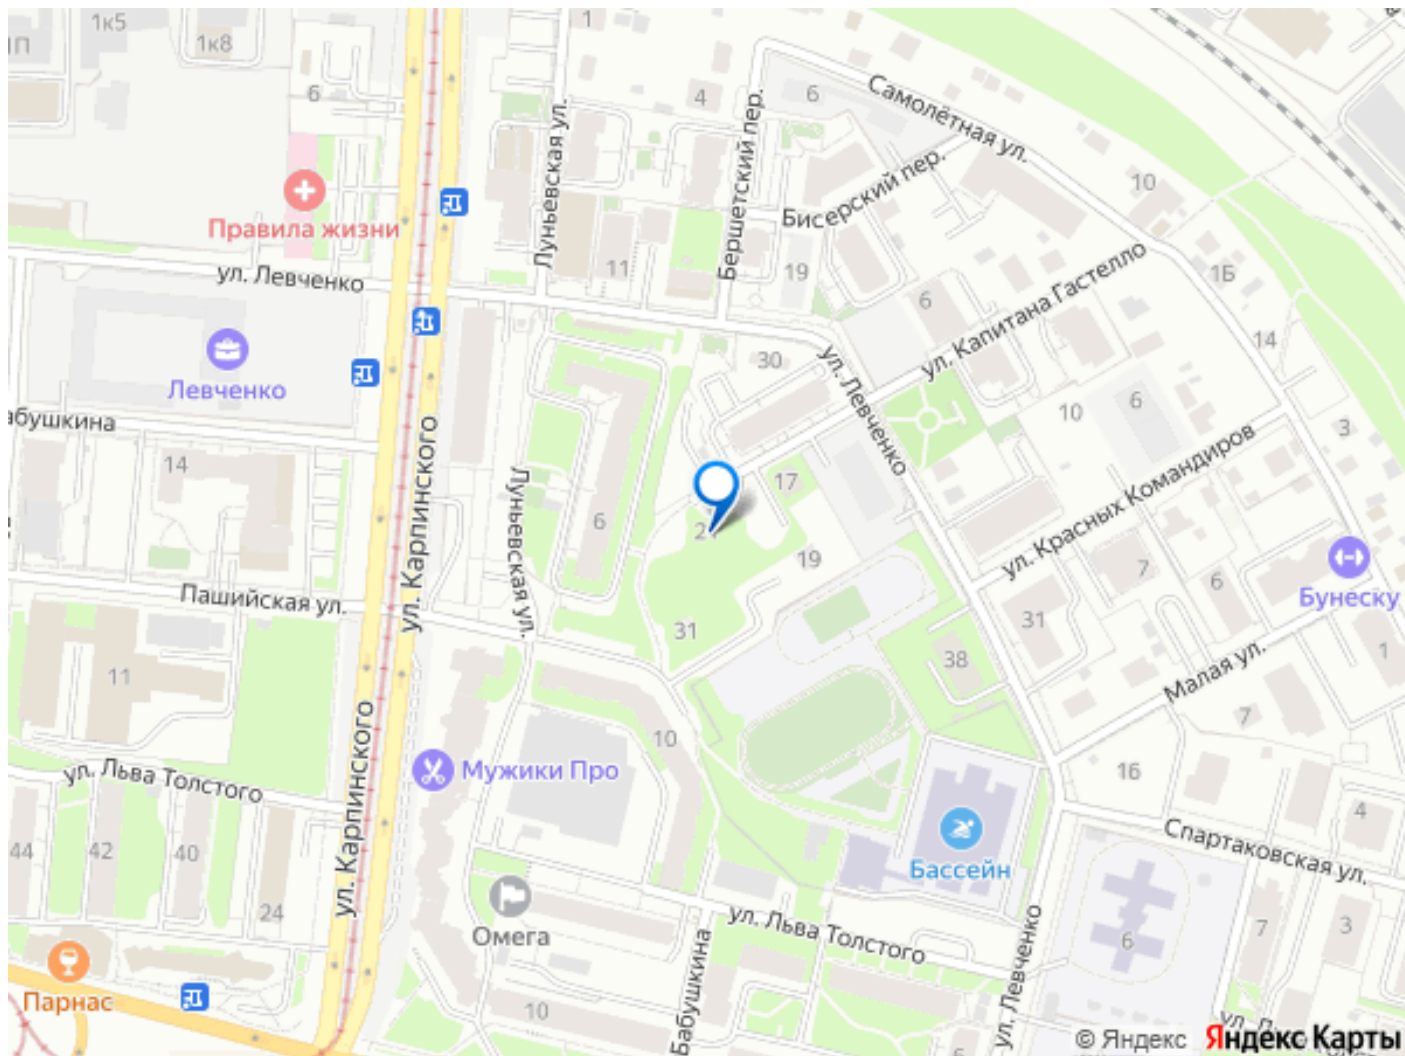 1к5
1к8
1
6
Луньевская ул.
4
Бершетский пер.
6
Самолётная ул.
Бисерский пер.
10
Правила жизни
ул. Левченко
11
19
6
ул. Капитана Гастелло
1Б
14
Левченко
30
ул. Левченко
10
6
3
абушкина
14
ул. Карпинского
Луньевская ул.
6
17
21
19
ул. Красных Командиров
7
6
Бунеску
Пашийская ул.
31
31
38
Малая ул.
1
7
11
10
16
Мужики Про
ул. Льва Толстого
ул. Карпинского
44
42
40
24
Бассейн
Спартаковская ул.
4
Омега
ул. Льва Толстого
ул. Левченко
6
7
3
Парнас
10
Бабушкина
6
© Яндекс
Яндекс Карты